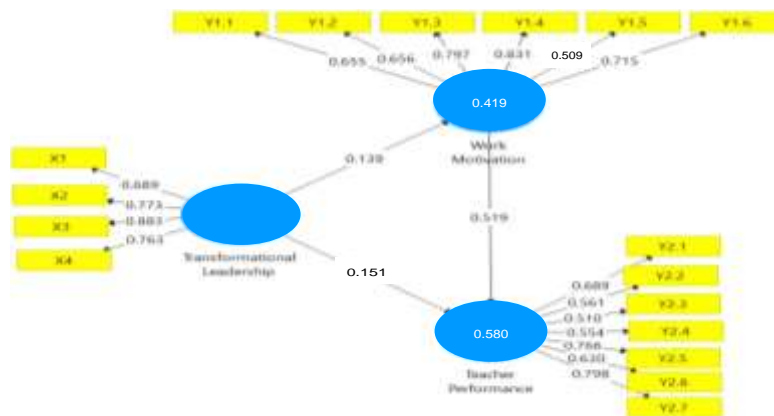 Y1.1 Y1.2 Y1.3 Y1.4 Y1.5 Y1.6
0.655 0.656 0.797 0.831 0.509 0.715
0.419
Work
Motivation
X1
X2
X3
X4
0.689
0.773
0.883
0.763
0.139
0.519
Transformational
Leadership
0.151
Y2.1
Y2.2
Y2.3
Y2.4
Y2.5
Y2.6
Y2.7
0.689
0.561
0.510
0.554
0.766
0.630
0.798
0.580
Teacher
Performance